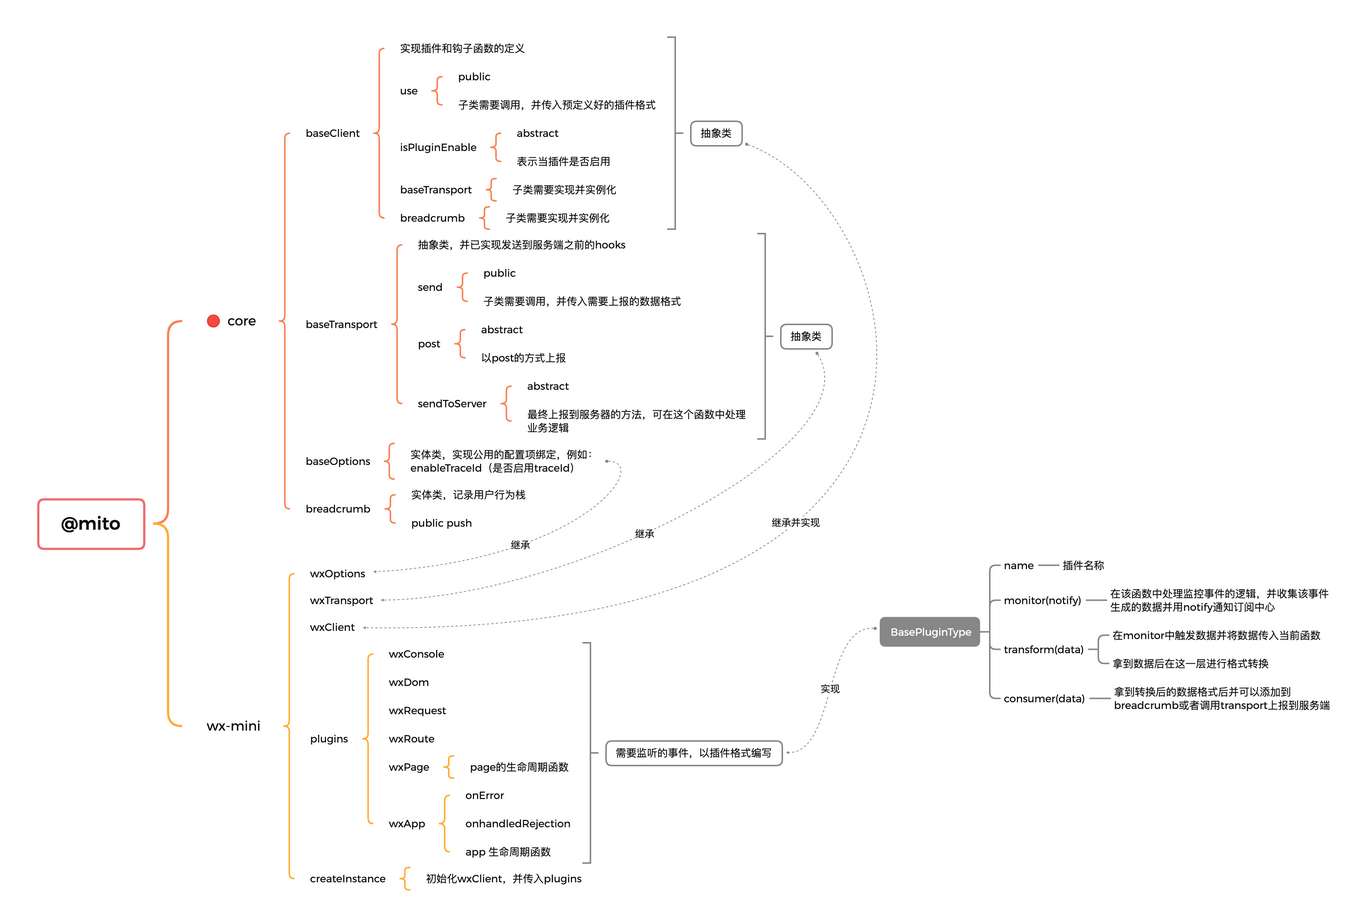 @mito
core
baseClient
实现插件和钩子函数的定义
use
public
子类需要调用，并传入预定义好的插件格式
isPluginEnable
abstract
表示当插件是否启用
baseTransport
子类需要实现并实例化
breadcrumb
子类需要实现并实例化
抽象类
baseTransport
抽象类，并已实现发送到服务端之前的hooks
send
public
子类需要调用，并传入需要上报的数据格式
post
abstract
以post的方式上报
sendToServer
abstract
最终上报到服务器的方法，可在这个函数中处理
业务逻辑
抽象类
baseOptions
实体类，实现公用的配置项绑定，例如：
enableTraceId（是否启用traceId）
breadcrumb
实体类，记录用户行为栈
public push
继承
继承
继承并实现
wx-mini
wxOptions
wxTransport
wxClient
plugins
wxConsole
wxDom
wxRequest
wxRoute
wxPage
page的生命周期函数
wxApp
onError
onhandledRejection
app 生命周期函数
需要监听的事件，以插件格式编写
createInstance
初始化wxClient，并传入plugins
实现
BasePluginType
name
插件名称
monitor(notify)
在该函数中处理监控事件的逻辑，并收集该事件
生成的数据并用notify通知订阅中心
transform(data)
在monitor中触发数据并将数据传入当前函数
拿到数据后在这一层进行格式转换
consumer(data)
拿到转换后的数据格式后并可以添加到
breadcrumb或者调用transport上报到服务端